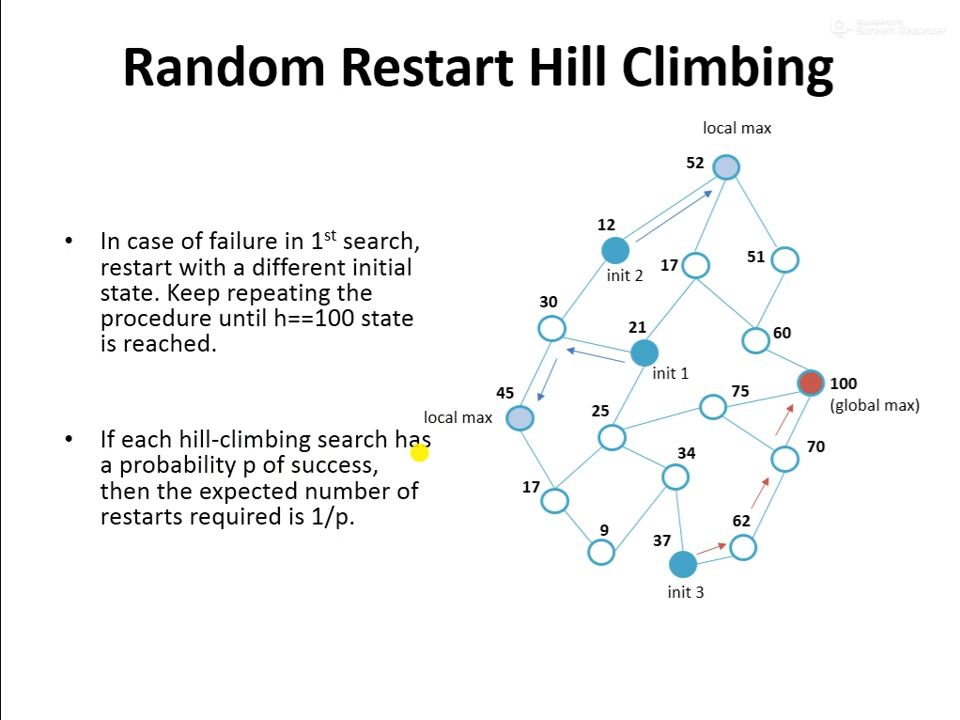 Screen Recorder
Random Restart Hill Climbing
• In case of failure in 1st search,
restart with a different initial
state. Keep repeating the
procedure until h==100 state
is reached.
• If each hill-climbing search has
a probability p of success,
then the expected number of
restarts required is 1/p.
local max
52
12
init 2
17
51
30
21
init 1
60
45
local max
25
75
100
(global max)
34
70
17
9
37
62
init 3